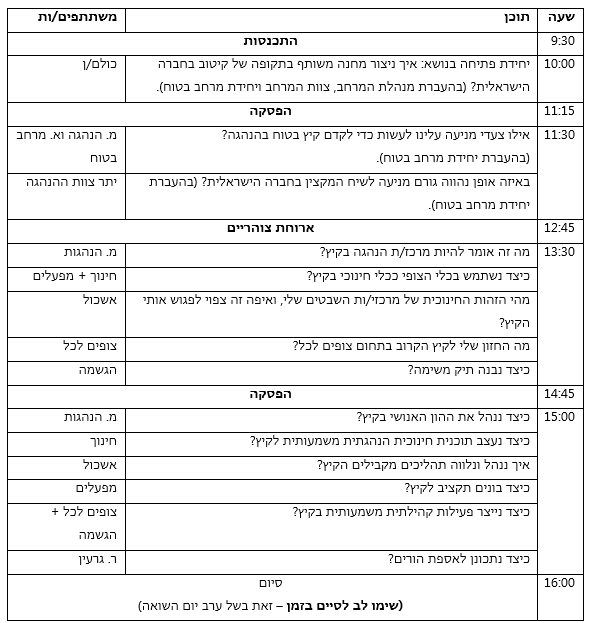 שעה תוכן משתתפים/ות
9:30 התכנסות
10:00 יחידת פתיחה בנושא: איך ניצור מחנה משותף בתקופה של קיטוב בחברה כולם/ן
הישראלית? (בהעברת מנהלת המרחב, צוות המרחב ויחידת מרחב בטוח).
11:15 הפסקה
11:30 אילו צעדי מניעה עלינו לעשות כדי לקדם קיץ בטוח בהנהגה? מ. הנהגה וא. מרחב
(בהעברת יחידת מרחב בטוח). בטוח
באיזה אופן נהווה גורם מניעה לשיח המקצין בחברה הישראלית? (בהעברת יתר צוות ההנהגה
יחידת מרחב בטוח).
12:45 ארוחת צוהריים
13:30 מה זה אומר להיות מרכז/ת הנהגה בקיץ? מ. הנהגות
כיצד נשתמש בכלי הצופי ככלי חינוכי בקיץ? חינוך + מפעלים
מהי הזהות החינוכית של מרכזי/ות השבטים שלי, ואיפה זה צפוי לפגוש אותי אשכול
הקיץ?
מה החזון שלי לקיץ הקרוב בתחום צופים לכל? צופים לכל
כיצד נבנה תיק משימה? הגשמה
14:45 הפסקה
15:00 כיצד ננהל את ההון האנושי בקיץ? מ. הנהגות
כיצד נעצב תוכנית חינוכית הנהגתית משמעותית לקיץ? חינוך
איך ננהל ונלווה תהליכים מקבילים הקיץ? אשכול
כיצד בונים תקציב לקיץ? מפעלים
כיצד נייצר פעילות קהילתית משמעותית בקיץ? צופים לכל +
הגשמה
כיצד נתכונן לאספת הורים? ר. גרעין
16:00 סיום
(שימו לב לסיים בזמן – זאת בשל ערב יום השואה)